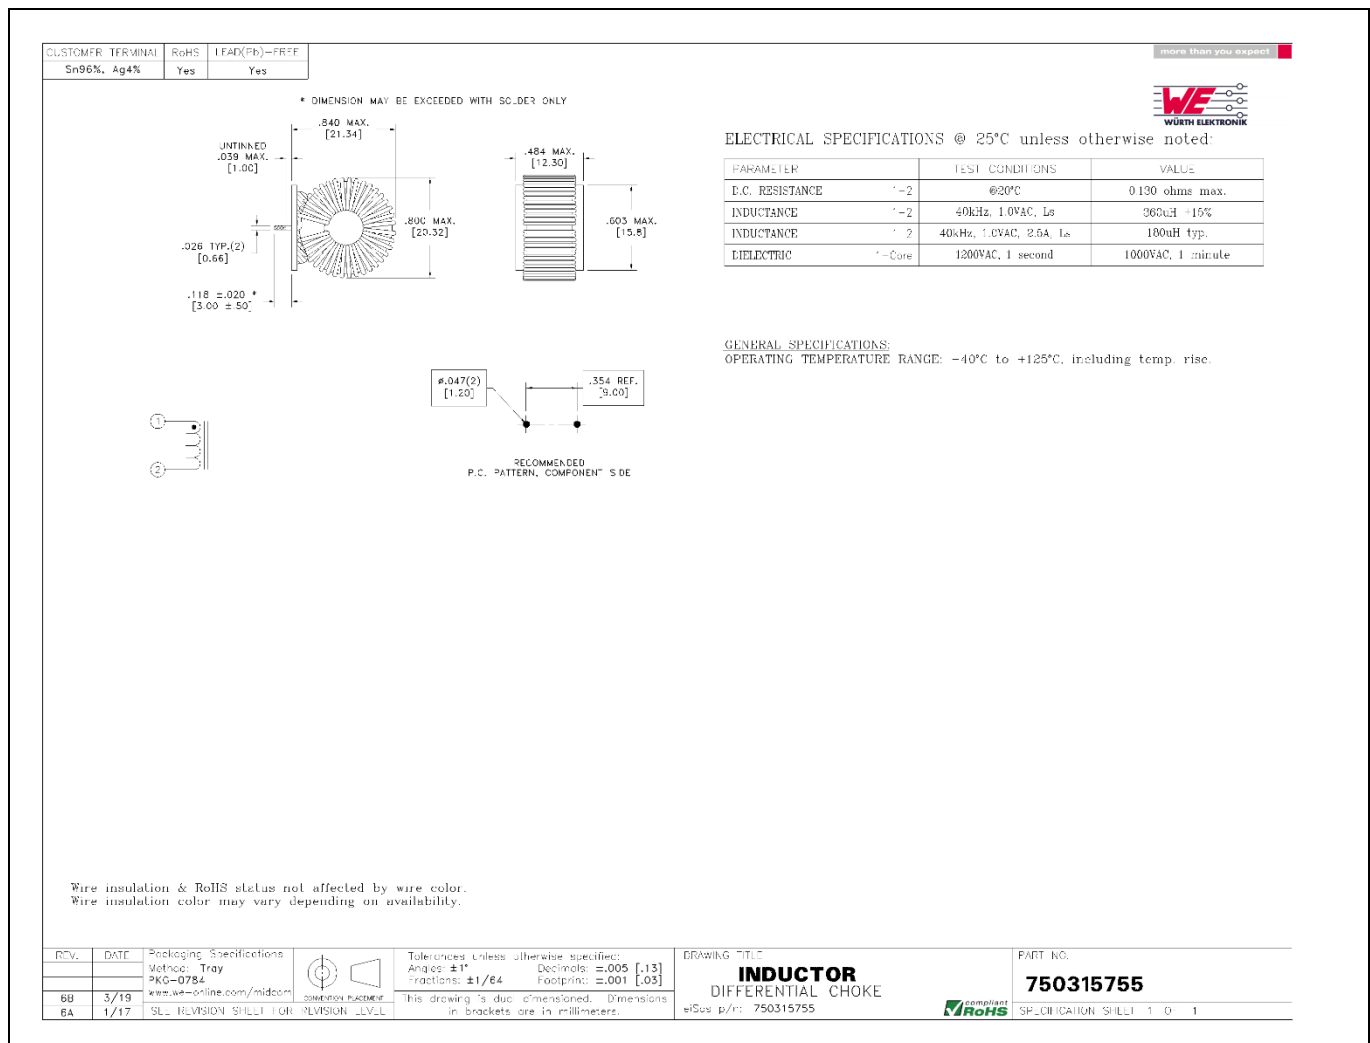 CUSTOMER TERMINAL RoHS LEAD(Pb)-FREE
Sn96%, Ag4% Yes Yes
more than you expect
WE
WÜRTH ELEKTRONIK
* DIMENSION MAY BE EXCEEDED WITH SOLDER ONLY
.840 MAX.
[21.34]
UNTINNED
.039 MAX.
[1.00]
.484 MAX.
[12.30]
.800 MAX.
[20.32]
.603 MAX.
[15.8]
.026 TYP.(2)
[0.66]
.118 ±.020 *
[3.00 ±.50]
ELECTRICAL SPECIFICATIONS @ 25°C unless otherwise noted:
PARAMETER TEST CONDITIONS VALUE
D.C. RESISTANCE 1-2 @20°C 0.130 ohms max.
INDUCTANCE 1-2 40kHz, 1.0VAC, Ls 360uH ±15%
INDUCTANCE 1-2 40kHz, 1.0VAC, 2.5A, Ls 180uH typ.
DIELECTRIC 1-Core 1200VAC, 1 second 1000VAC, 1 minute
GENERAL SPECIFICATIONS:
OPERATING TEMPERATURE RANGE: -40°C to +125°C, including temp. rise.
ø.047(2)
[1.20]
.354 REF.
[9.00]
1
2
RECOMMENDED
P.C. PATTERN, COMPONENT SIDE
Wire insulation & RoHS status not affected by wire color.
Wire insulation color may vary depending on availability.
REV. DATE
6B 3/19
6A 1/17
Packaging Specifications
Method: Tray
PKG-0784
www.we-online.com/midcom
SEE REVISION SHEET FOR REVISION LEVEL
CONVENTION PLACEMENT
Tolerances unless otherwise specified:
Angles: ±1° Decimals: ±.005 [.13]
Fractions: ±1/64 Footprint: ±.001 [.03]
This drawing is dual dimensioned. Dimensions
in brackets are in millimeters.
DRAWING TITLE
INDUCTOR
DIFFERENTIAL CHOKE
eiSos p/n: 750315755
compliant
RoHS
PART NO.
750315755
SPECIFICATION SHEET 1 OF 1